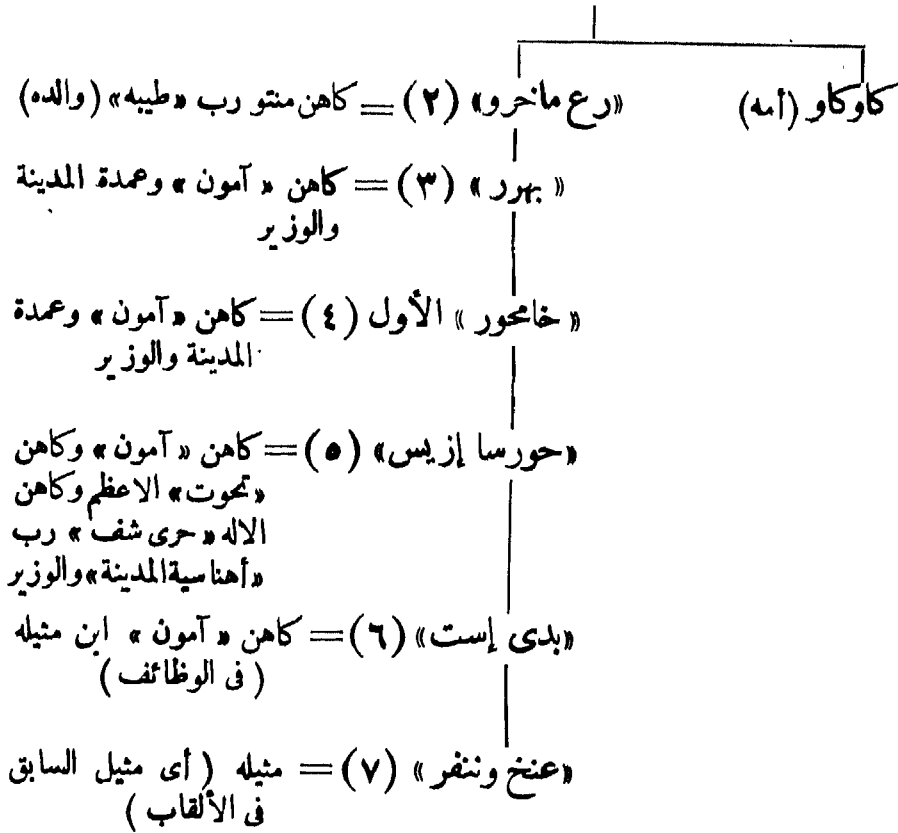 كاوكاو (أمه) «رع ماخرو» (٢) = كاهن منتو رب «طيبه» (والده)
«بهرر» (٣) = كاهن «آمون» وعمدة المدينة
والوزير
«خامحور» الأول (٤) = كاهن «آمون» وعمدة
المدينة والوزير
«حورسا إزيس» (٥) = كاهن «آمون» وكاهن
«تحوت» الاعظم وكاهن
الاله «حرى شف» رب
«أهناسية المدينة» والوزير
«بدى إست» (٦) = كاهن «آمون» ابن مثيله
(فى الوظائف)
«عنخ وننفر» (٧) = مثيله (أى مثيل السابق
فى الألقاب)